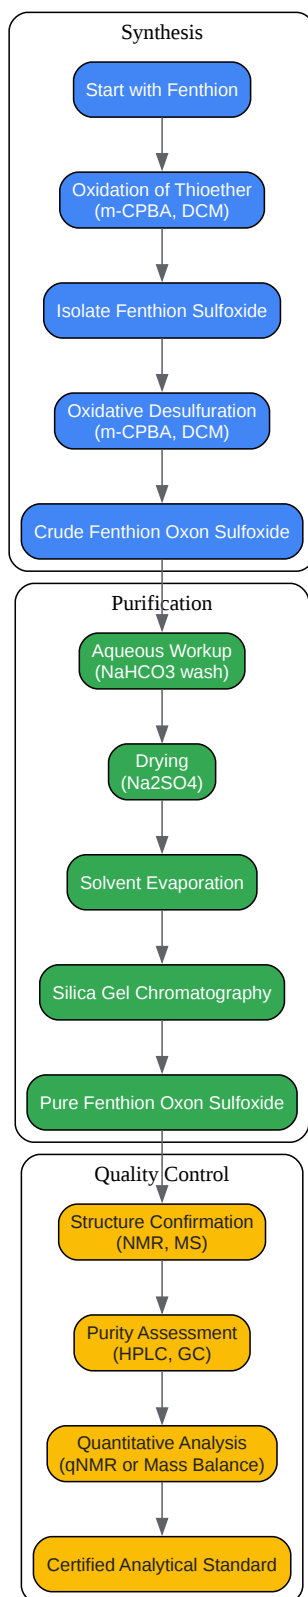 Synthesis
Start with Fenthion
Oxidation of Thioether
(m-CPBA, DCM)
Isolate Fenthion Sulfoxide
Oxidative Desulfuration
(m-CPBA, DCM)
Crude Fenthion Oxon Sulfoxide
Purification
Aqueous Workup
(NaHCO3 wash)
Drying
(Na2SO4)
Solvent Evaporation
Silica Gel Chromatography
Pure Fenthion Oxon Sulfoxide
Quality Control
Structure Confirmation
(NMR, MS)
Purity Assessment
(HPLC, GC)
Quantitative Analysis
(qNMR or Mass Balance)
Certified Analytical Standard